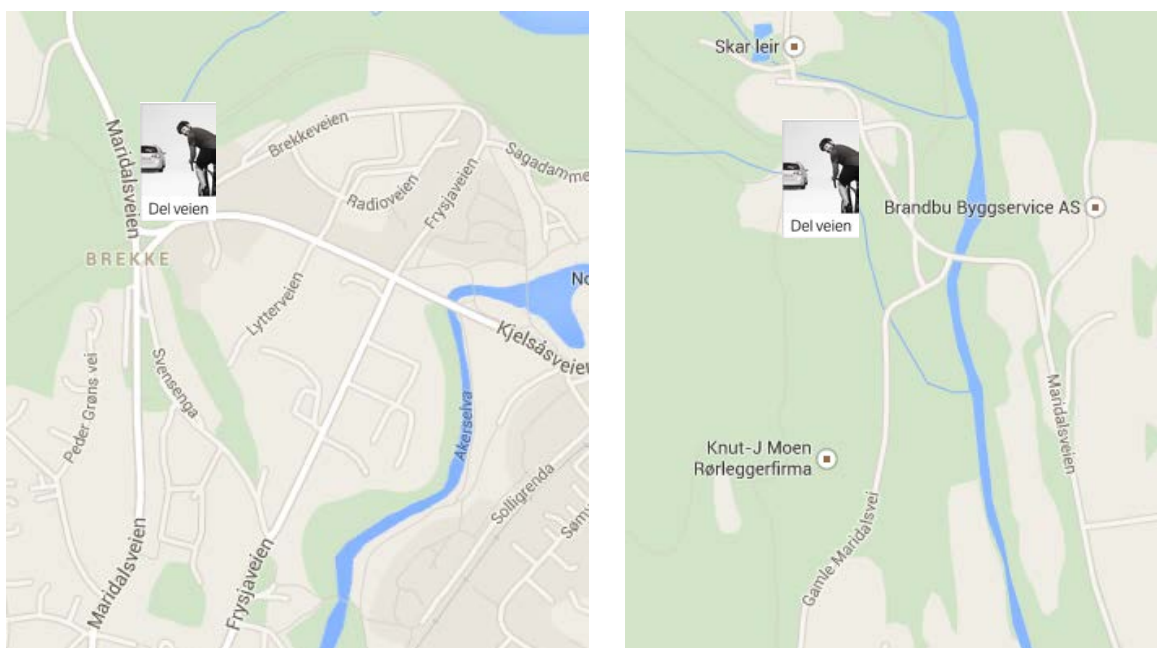 Maridalsveien
Brekkeveien
Sagadamme
Radioveien
Frysjaveien
Del veien
BREKKE
No
Lytterveien
Kjelsåsveie
Svensenga
Peder Grøns vei
Akerselva
Solligrenda
Maridalsveien
Frysjaveien
Skar leir
Brandbu Byggservice AS
Del veien
Maridalsveien
Knut-J Moen
Rørleggerfirma
Gamle Maridalsvei